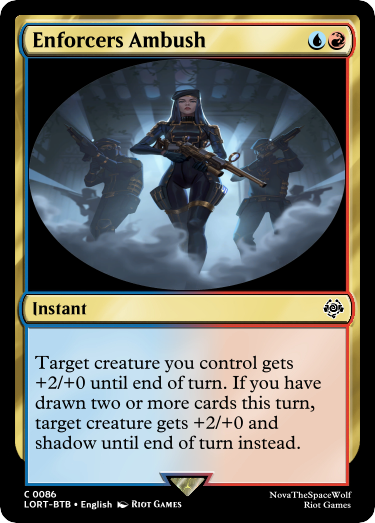 Enforcers Ambush
Instant
Target creature you control gets
+2/+0 until end of turn. If you have
drawn two or more cards this turn,
target creature gets +2/+0 and
shadow until end of turn instead.
C 0086
LORT-BTB • English RIOT GAMES
NovaTheSpaceWolf
Riot Games